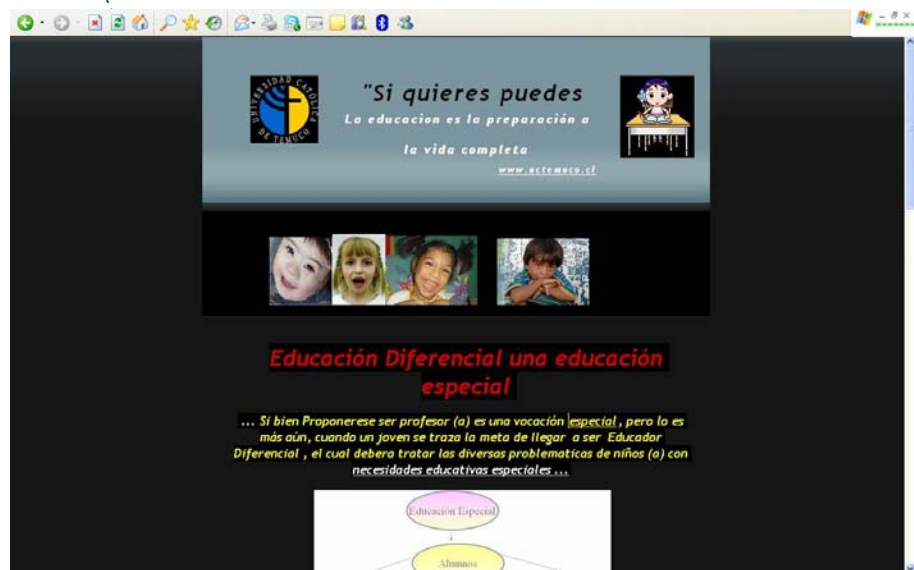 UNIVERSIDAD CATÓLICA
DE TEMUCO
"Si quieres puedes
La educacion es la preparación a
la vida completa
www.uctemuco.cl
Educación Diferencial una educación
especial
... Si bien Proponerese ser profesor (a) es una vocación especial , pero lo es
más aún, cuando un joven se traza la meta de llegar a ser Educador
Diferencial , el cual debera tratar las diversas problematicas de niños (a) con
necesidades educativas especiales ...
Educación Especial
Alumnos